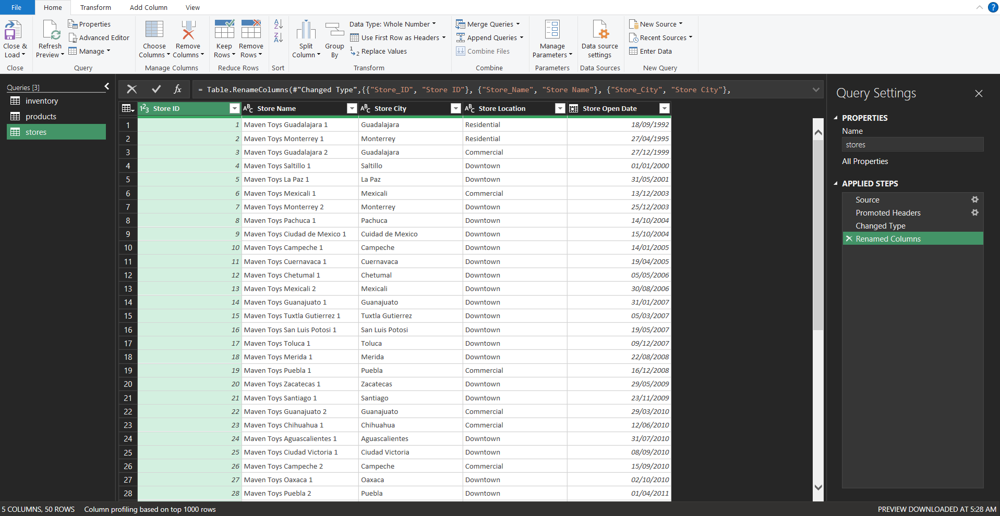 File Home Transform Add Column View ?
Close & Load Refresh Preview Properties Advanced Editor Manage Choose Columns Remove Columns Keep Rows Remove Rows Split Column Group By Data Type: Whole Number Use First Row as Headers Replace Values Merge Queries Append Queries Combine Files Manage Parameters Data source settings New Source Recent Sources Enter Data
Close Query Manage Columns Reduce Rows Sort Transform Combine Parameters Data Sources New Query
Queries [3]
inventory
products
stores
fx = Table.RenameColumns(#"Changed Type",{{"Store_ID", "Store ID"}, {"Store_Name", "Store Name"}, {"Store_City", "Store City"},
Store ID Store Name Store City Store Location Store Open Date
1 1 Maven Toys Guadalajara 1 Guadalajara Residential 18/09/1992
2 2 Maven Toys Monterrey 1 Monterrey Residential 27/04/1995
3 3 Maven Toys Guadalajara 2 Guadalajara Commercial 27/12/1999
4 4 Maven Toys Saltillo 1 Saltillo Downtown 01/01/2000
5 5 Maven Toys La Paz 1 La Paz Downtown 31/05/2001
6 6 Maven Toys Mexicali 1 Mexicali Commercial 13/12/2003
7 7 Maven Toys Monterrey 2 Monterrey Downtown 25/12/2003
8 8 Maven Toys Pachuca 1 Pachuca Downtown 14/10/2004
9 9 Maven Toys Ciudad de Mexico 1 Cuidad de Mexico Downtown 15/10/2004
10 10 Maven Toys Campeche 1 Campeche Downtown 14/01/2005
11 11 Maven Toys Cuernavaca 1 Cuernavaca Downtown 19/04/2005
12 12 Maven Toys Chetumal 1 Chetumal Downtown 05/05/2006
13 13 Maven Toys Mexicali 2 Mexicali Downtown 30/08/2006
14 14 Maven Toys Guanajuato 1 Guanajuato Downtown 31/01/2007
15 15 Maven Toys Tuxtla Gutierrez 1 Tuxtla Gutierrez Downtown 05/03/2007
16 16 Maven Toys San Luis Potosi 1 San Luis Potosi Downtown 19/05/2007
17 17 Maven Toys Toluca 1 Toluca Downtown 09/12/2007
18 18 Maven Toys Merida 1 Merida Downtown 22/08/2008
19 19 Maven Toys Puebla 1 Puebla Commercial 16/12/2008
20 20 Maven Toys Zacatecas 1 Zacatecas Downtown 29/05/2009
21 21 Maven Toys Santiago 1 Santiago Downtown 23/11/2009
22 22 Maven Toys Guanajuato 2 Guanajuato Commercial 29/03/2010
23 23 Maven Toys Chihuahua 1 Chihuahua Commercial 12/06/2010
24 24 Maven Toys Aguascalientes 1 Aguascalientes Downtown 31/07/2010
25 25 Maven Toys Ciudad Victoria 1 Ciudad Victoria Downtown 08/09/2010
26 26 Maven Toys Campeche 2 Campeche Commercial 15/09/2010
27 27 Maven Toys Oaxaca 1 Oaxaca Downtown 02/10/2010
28 28 Maven Toys Puebla 2 Puebla Downtown 01/04/2011
Query Settings
PROPERTIES
Name
stores
All Properties
APPLIED STEPS
Source
Promoted Headers
Changed Type
Renamed Columns
5 COLUMNS, 50 ROWS Column profiling based on top 1000 rows PREVIEW DOWNLOADED AT 5:28 AM